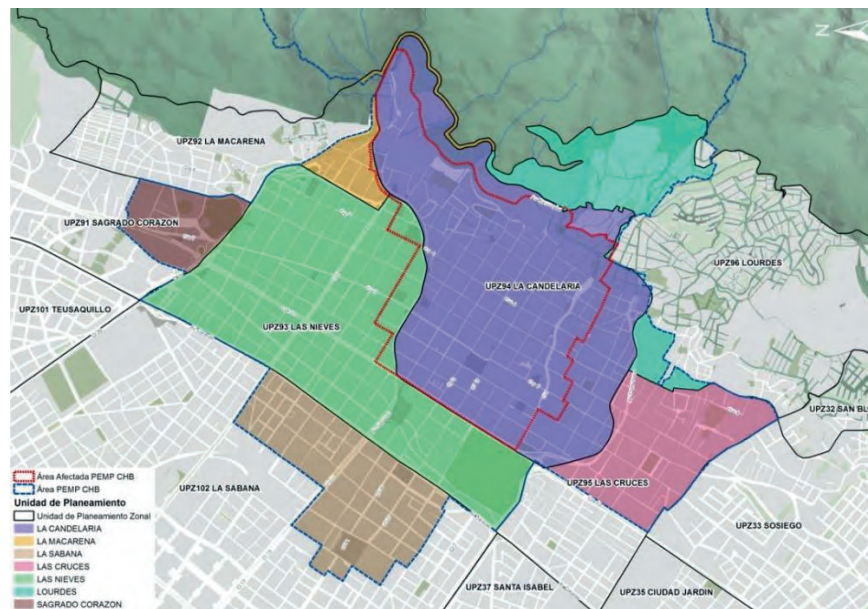 N
UPZ92 LA MACARENA
UPZ91 SAGRADO CORAZON
UPZ96 LOURDES
UPZ94 LA CANDELARIA
UPZ101 TEUSAQUILLO
UPZ93 LAS NIEVES
UPZ32 SAN BL
UPZ102 LA SABANA
UPZ95 LAS CRUCES
UPZ33 SOSIEGO
UPZ37 SANTA ISABEL
UPZ35 CIUDAD JARDIN
Área Afectada PEMP CHB
Área PEMP CHB
Unidad de Planeamiento
Unidad de Planeamiento Zonal
LA CANDELARIA
LA MACARENA
LA SABANA
LAS CRUCES
LAS NIEVES
LOURDES
SAGRADO CORAZON